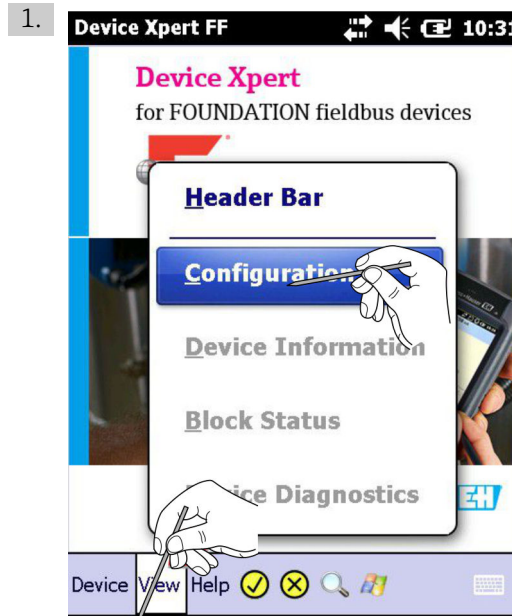 1.
Device Xpert FF 10:31
Device Xpert
for FOUNDATION fieldbus devices
Header Bar
Configuration
Device Information
Block Status
Diagnostics
EH
Device View Help